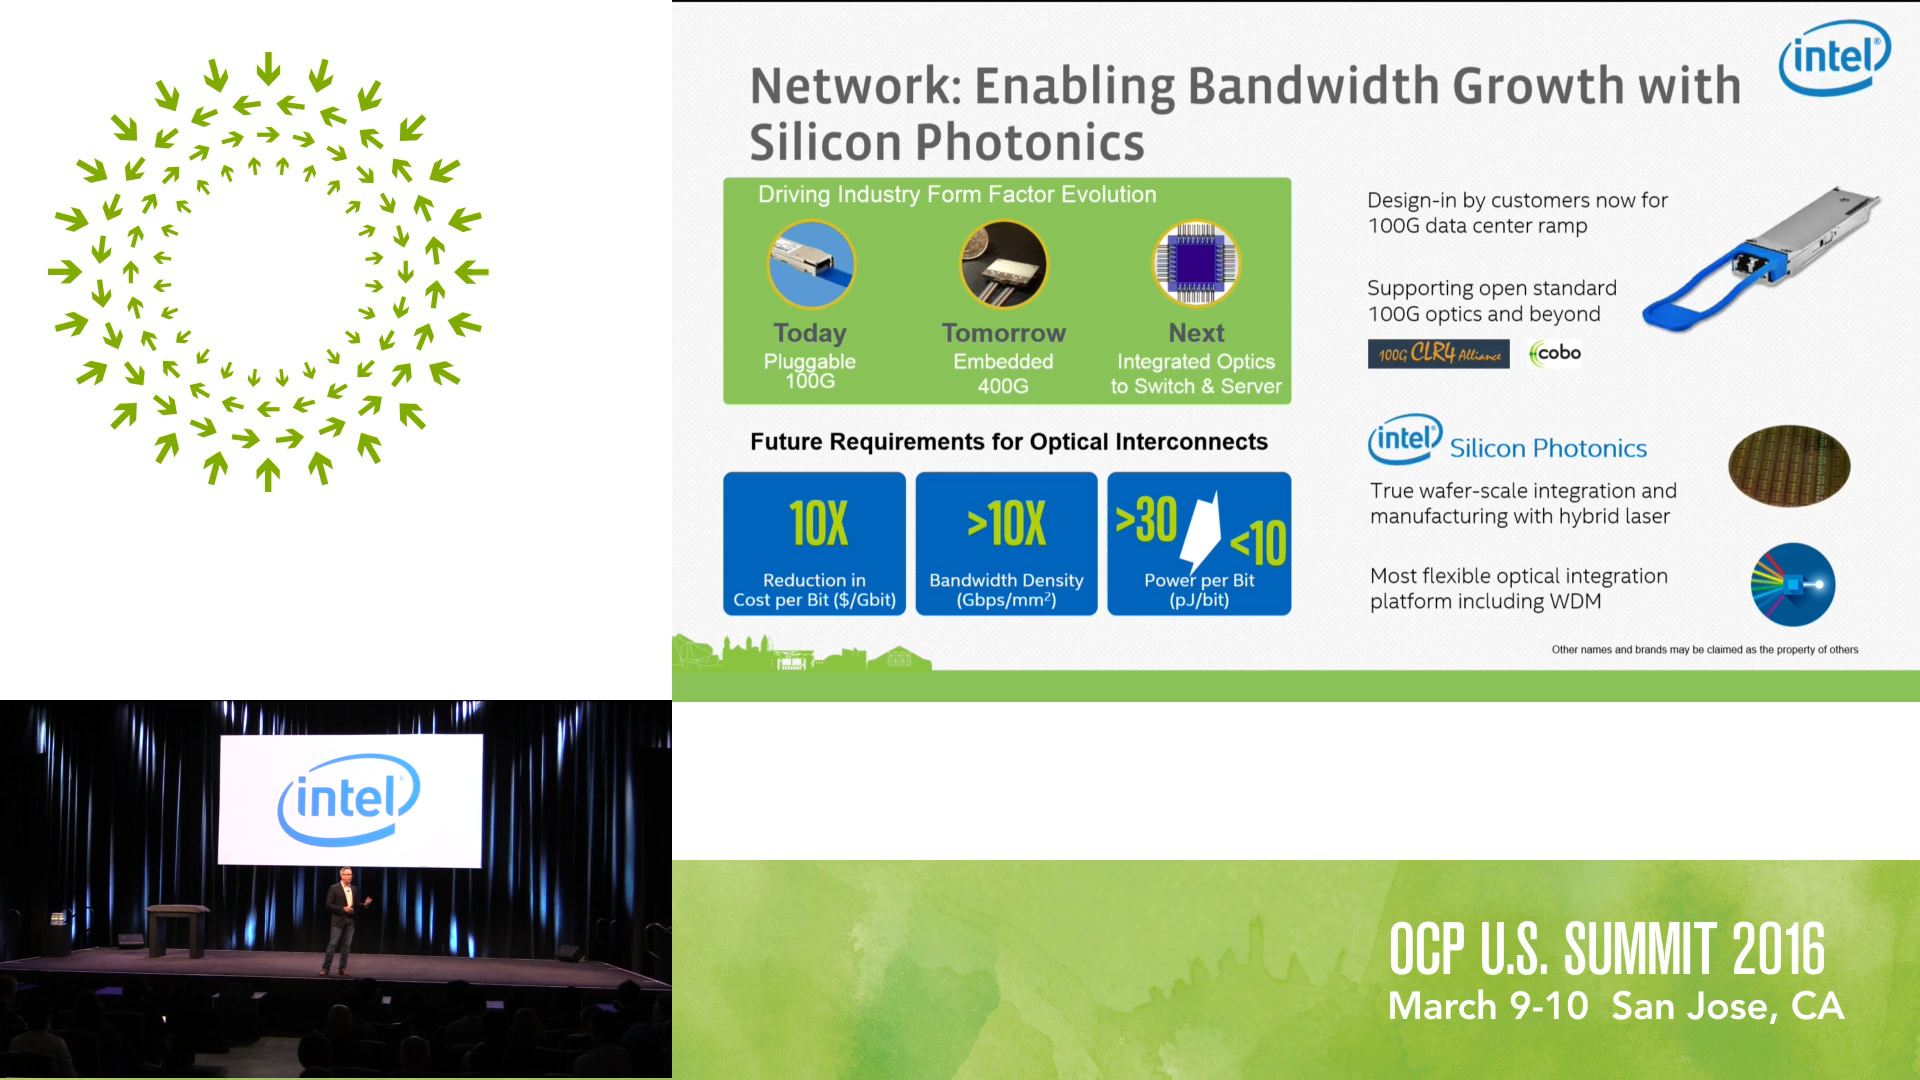 Network: Enabling Bandwidth Growth with
Silicon Photonics
intel®
Driving Industry Form Factor Evolution
Today
Pluggable
100G
Tomorrow
Embedded
400G
Next
Integrated Optics
to Switch & Server
Future Requirements for Optical Interconnects
10X
Reduction in
Cost per Bit ($/Gbit)
>10X
Bandwidth Density
(Gbps/mm²)
>30
<10
Power per Bit
(pJ/bit)
Design-in by customers now for
100G data center ramp
Supporting open standard
100G optics and beyond
100G CLR4 Alliance
cobo
intel Silicon Photonics
True wafer-scale integration and
manufacturing with hybrid laser
Most flexible optical integration
platform including WDM
Other names and brands may be claimed as the property of others
intel
OCP U.S. SUMMIT 2016
March 9-10 San Jose, CA